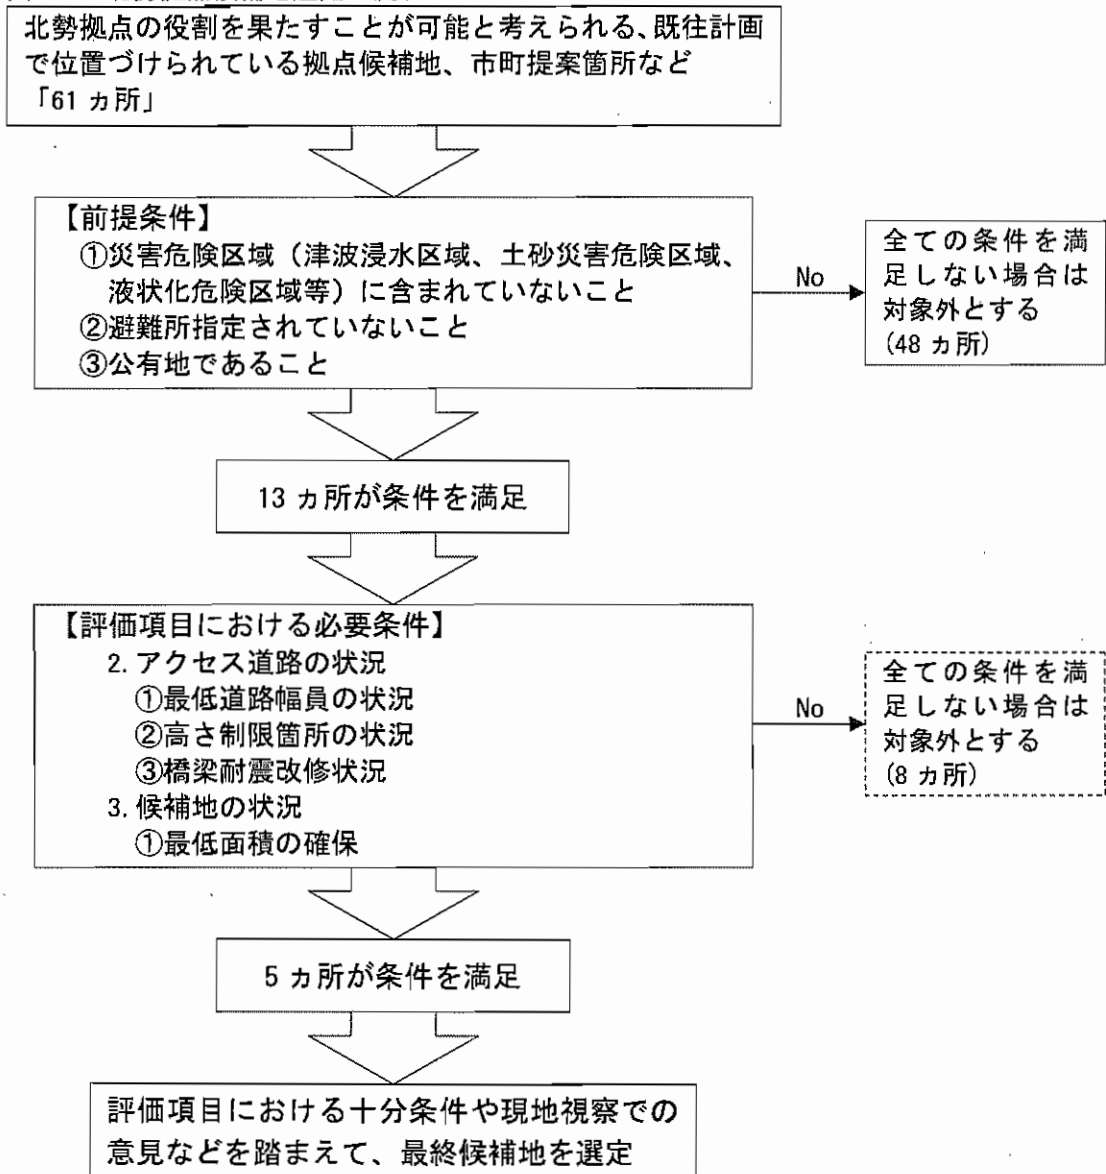 北勢拠点の役割を果たすことが可能と考えられる、既往計画
で位置づけられている拠点候補地、市町提案箇所など
「61 ヵ所」
【前提条件】
①災害危険区域（津波浸水区域、土砂災害危険区域、
液状化危険区域等）に含まれていないこと
②避難所指定されていないこと
③公有地であること
No
全ての条件を満
足しない場合は
対象外とする
(48 ヵ所)
13 ヵ所が条件を満足
【評価項目における必要条件】
2. アクセス道路の状況
①最低道路幅員の状況
②高さ制限箇所の状況
③橋梁耐震改修状況
3. 候補地の状況
①最低面積の確保
No
全ての条件を満
足しない場合は
対象外とする
(8 ヵ所)
5 ヵ所が条件を満足
評価項目における十分条件や現地視察での
意見などを踏まえて、最終候補地を選定